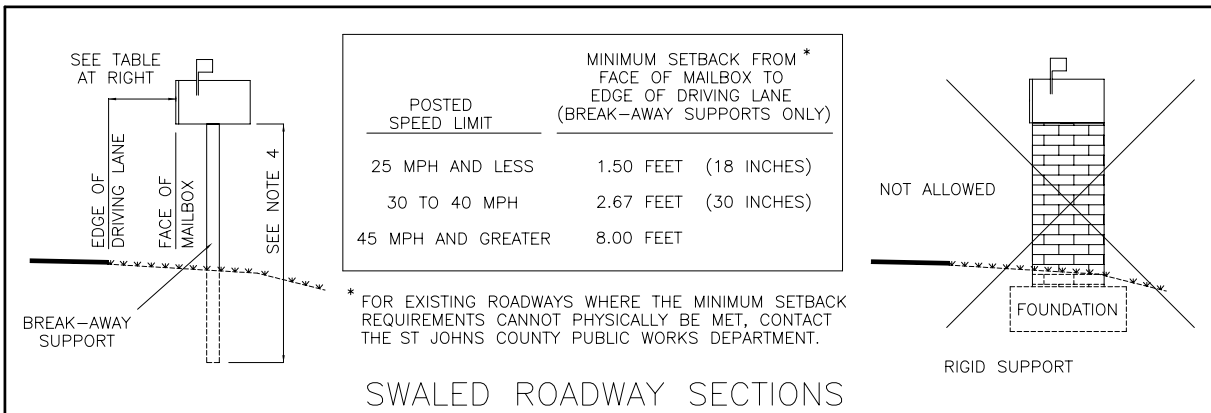 SEE TABLE
AT RIGHT
EDGE OF
DRIVING LANE
FACE OF
MAILBOX
SEE NOTE 4
BREAK-AWAY
SUPPORT
POSTED
SPEED LIMIT
MINIMUM SETBACK FROM *
FACE OF MAILBOX TO
EDGE OF DRIVING LANE
(BREAK-AWAY SUPPORTS ONLY)
25 MPH AND LESS 1.50 FEET (18 INCHES)
30 TO 40 MPH 2.67 FEET (30 INCHES)
45 MPH AND GREATER 8.00 FEET
* FOR EXISTING ROADWAYS WHERE THE MINIMUM SETBACK
REQUIREMENTS CANNOT PHYSICALLY BE MET, CONTACT
THE ST JOHNS COUNTY PUBLIC WORKS DEPARTMENT.
NOT ALLOWED
FOUNDATION
RIGID SUPPORT
SWALED ROADWAY SECTIONS